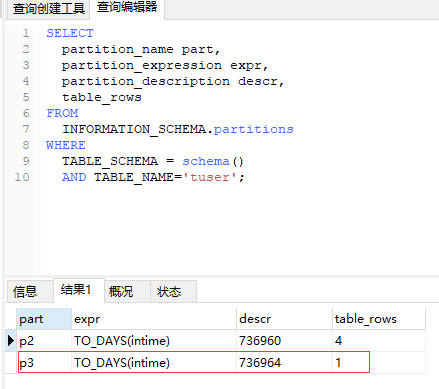 查询创建工具 查询编辑器
1 SELECT
2 partition_name part,
3 partition_expression expr,
4 partition_description descr,
5 table_rows
6 FROM
7 INFORMATION_SCHEMA.partitions
8 WHERE
9 TABLE_SCHEMA = schema()
10 AND TABLE_NAME='tuser';
信息 结果1 概况 状态
part expr descr table_rows
p2 TO_DAYS(intime) 736960 4
p3 TO_DAYS(intime) 736964 1